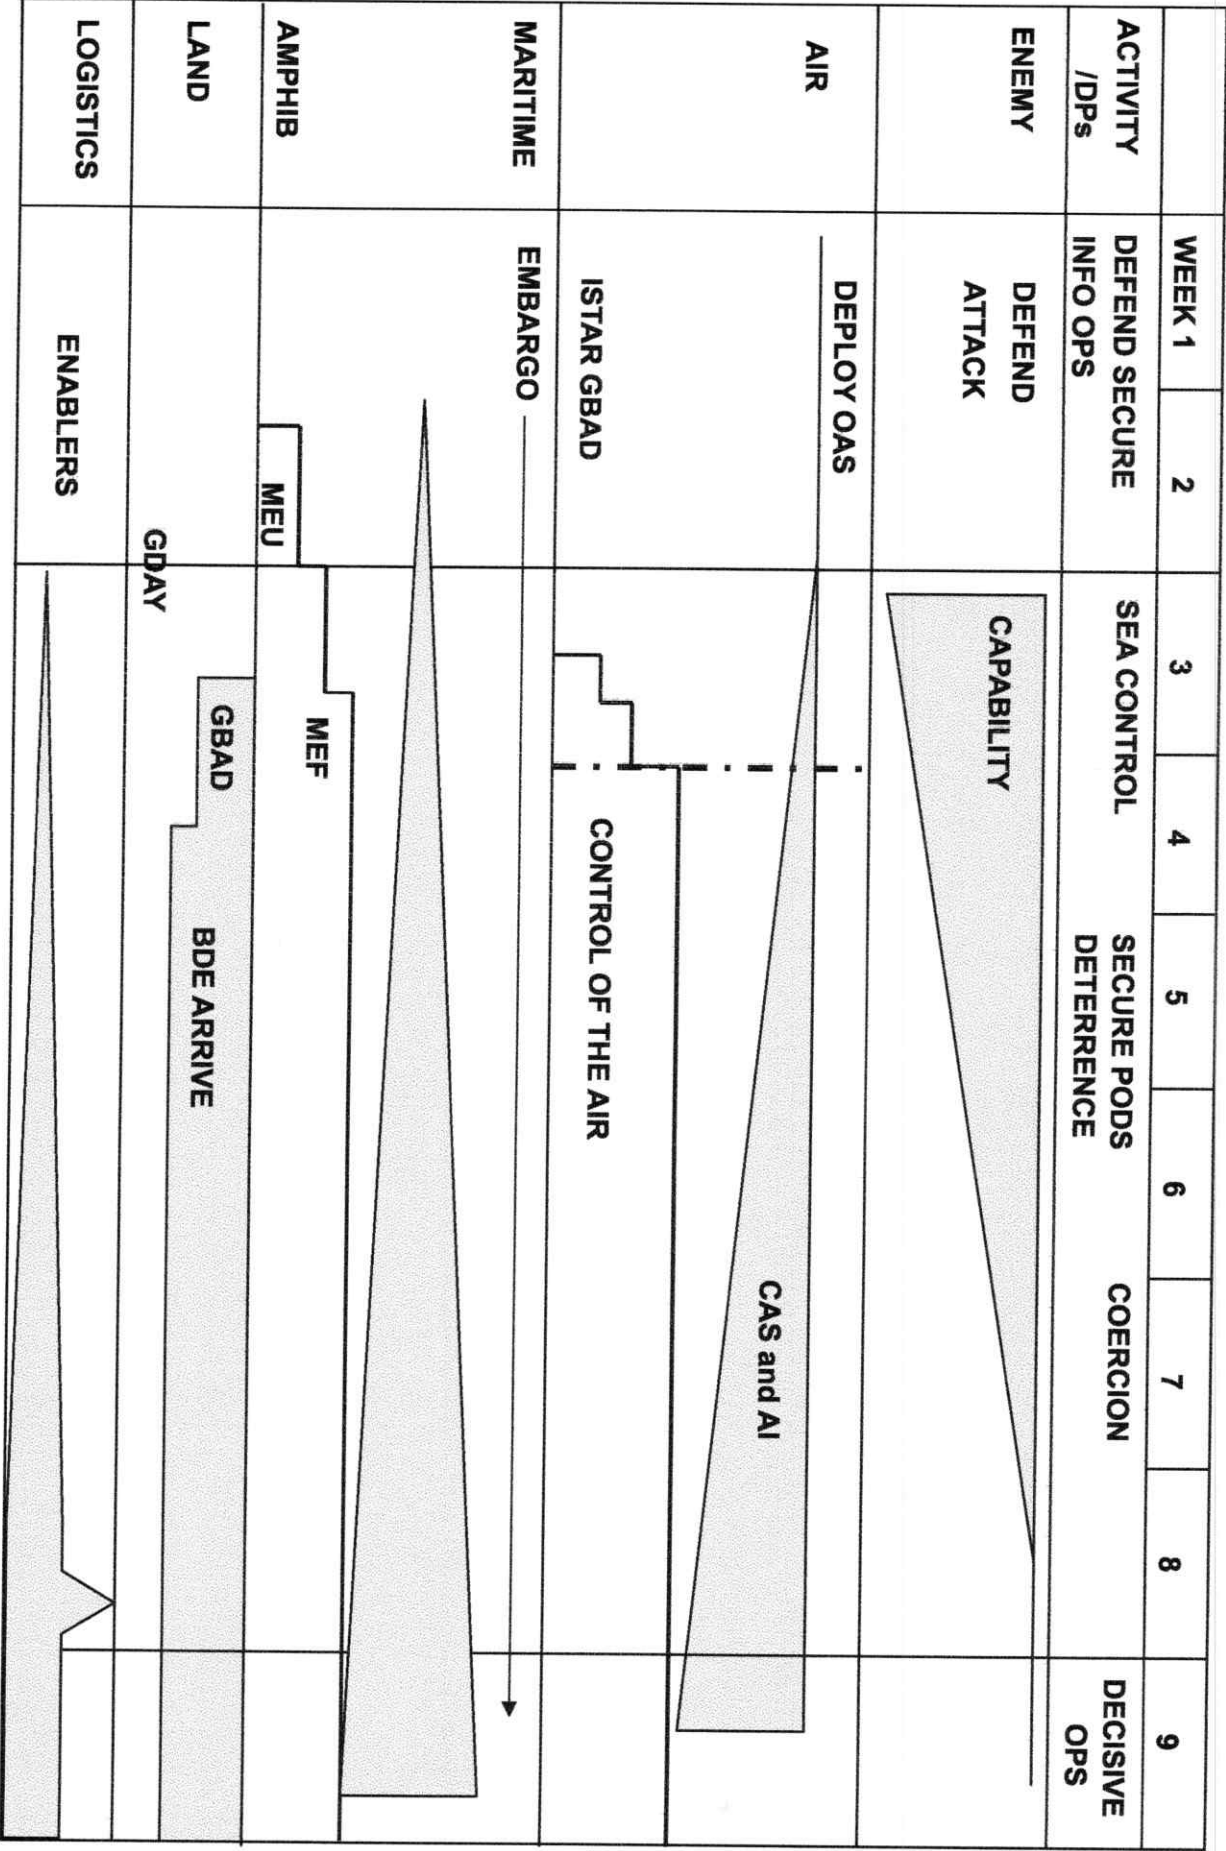 WEEK 1
2
3
4
5
6
7
8
9
ACTIVITY
/DPs
DEFEND SECURE
INFO OPS
SEA CONTROL
SECURE PODS
DETERRENCE
COERCION
DECISIVE
OPS
ENEMY
DEFEND
ATTACK
CAPABILITY
AIR
DEPLOY OAS
CAS and AI
ISTAR GBAD
CONTROL OF THE AIR
MARITIME
EMBARGO
AMPHIB
MEU
MEF
LAND
GDAY
GBAD
BDE ARRIVE
LOGISTICS
ENABLERS